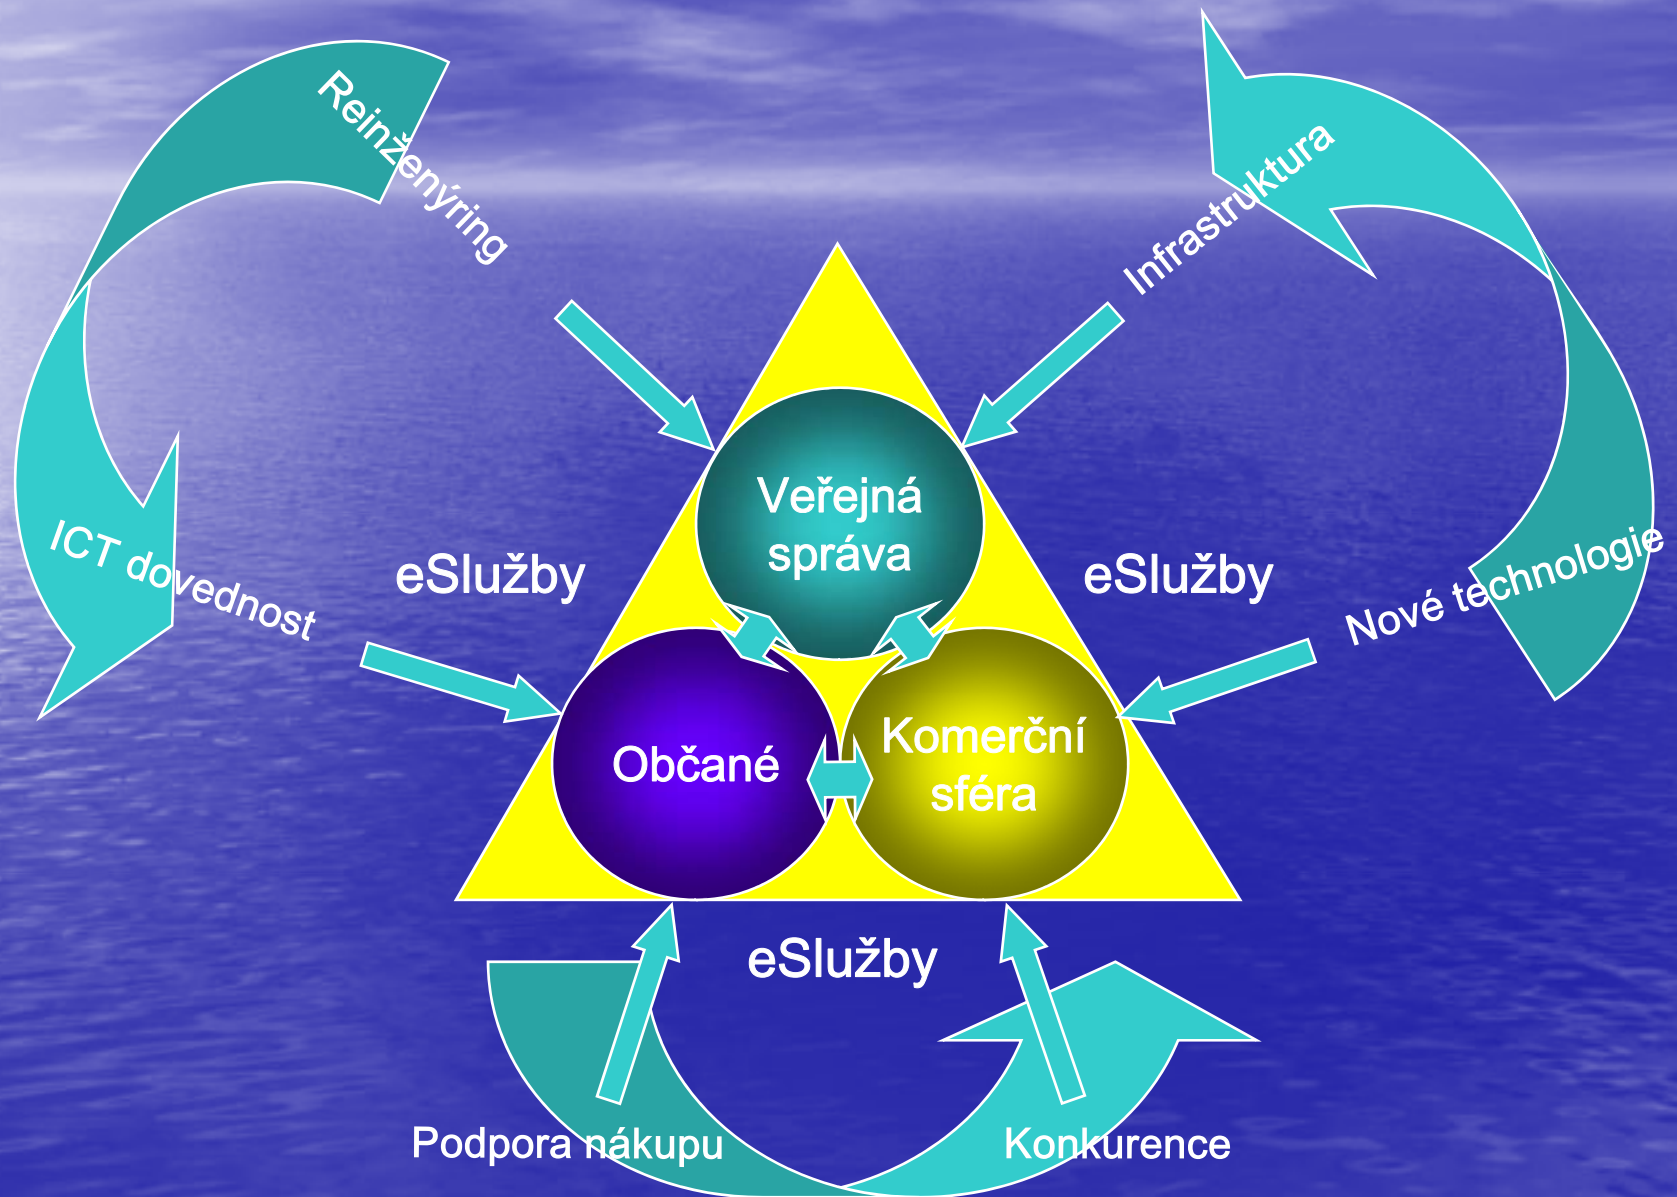 Reinženýring
Infrastruktura
Veřejná
správa
ICT dovednost
eSlužby
eSlužby
Nové technologie
Občané
Komerční
sféra
eSlužby
Podpora nákupu
Konkurence